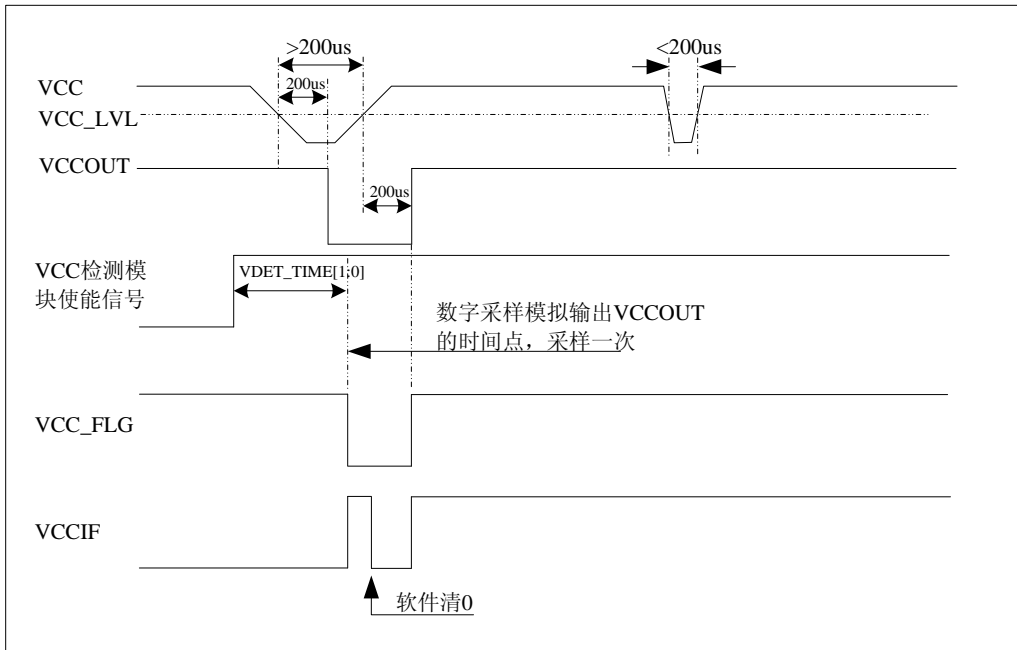 >200us
<200us
200us
VCC
VCC_LVL
VCCOUT
200us
VCC检测模
块使能信号
VDET_TIME[1,0]
数字采样模拟输出VCCOUT
的时间点，采样一次
VCC_FLG
VCCIF
软件清0